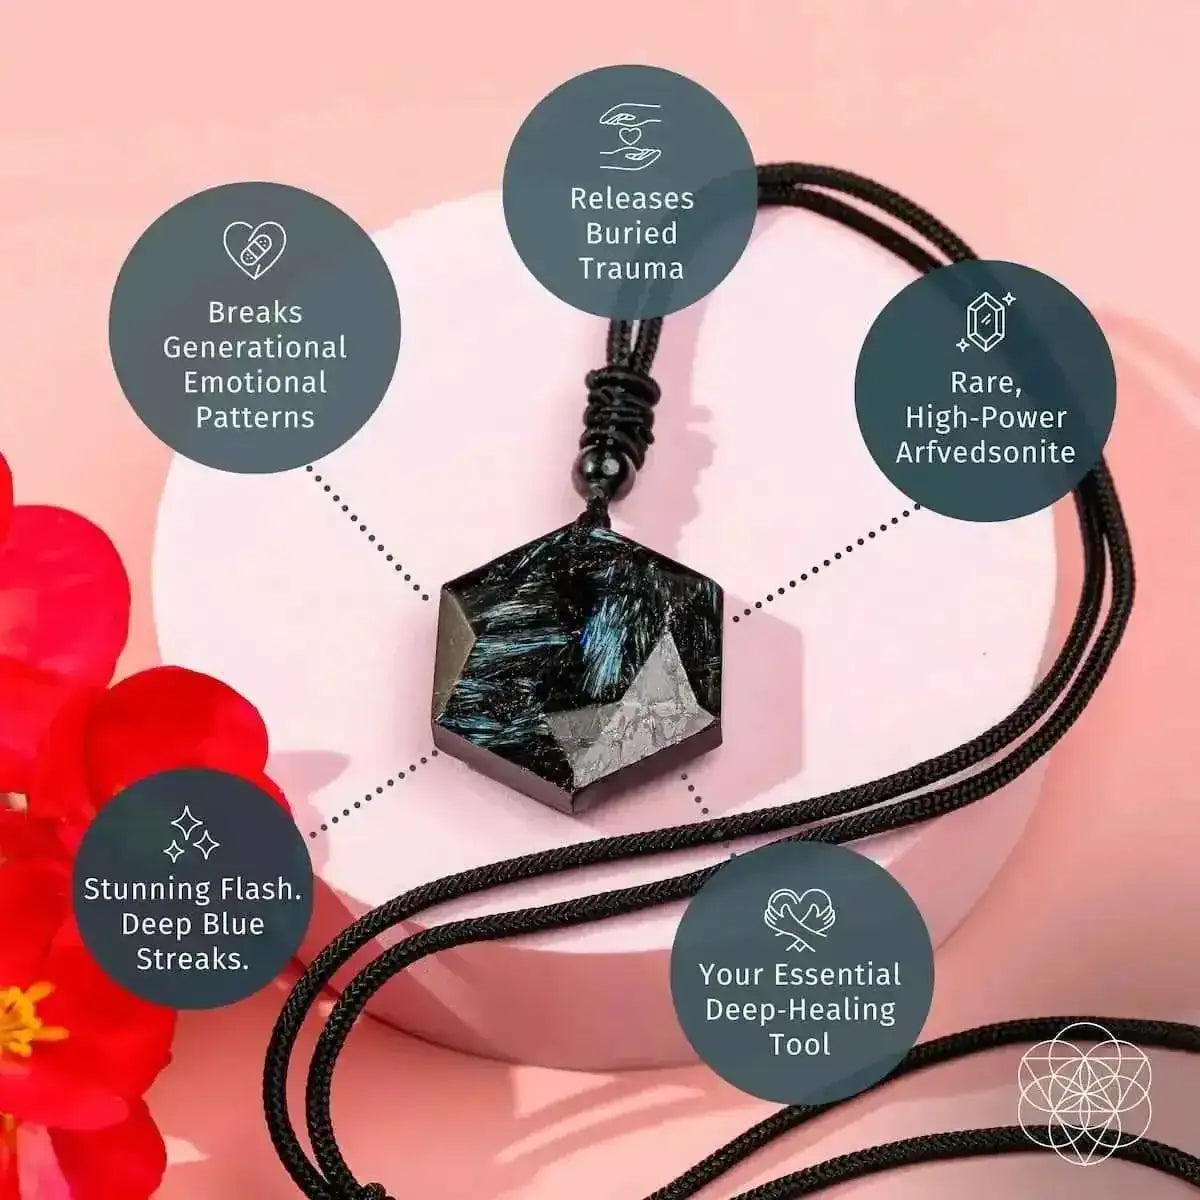 Releases
Buried
Trauma
Breaks
Generational
Emotional
Patterns
Rare,
High-Power
Arfvedsonite
Stunning Flash.
Deep Blue
Streaks.
Your Essential
Deep-Healing
Tool